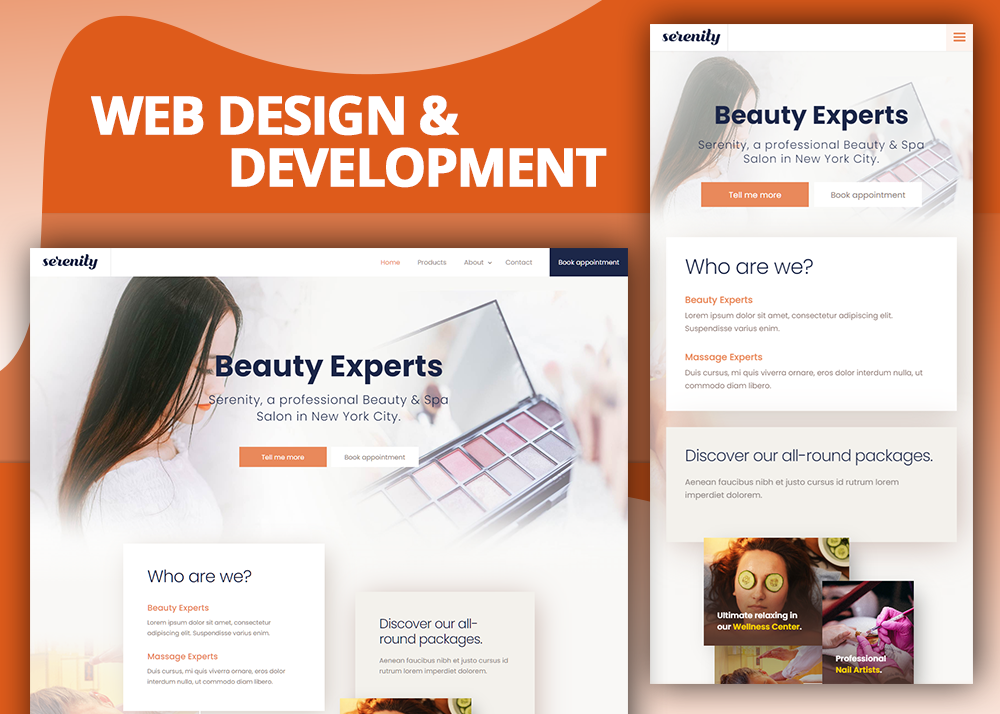 WEB DESIGN &
DEVELOPMENT
serenity
Home Products About Contact Book appointment
Beauty Experts
Serenity, a professional Beauty & Spa
Salon in New York City.
Tell me more Book appointment
Who are we?
Beauty Experts
Lorem ipsum dolor sit amet, consectetur
adipiscing elit. Suspendisse varius enim.
Massage Experts
Duis cursus, mi quis viverra ornare, eros dolor
interdum nulla, ut commodo diam libero.
Discover our all-
round packages.
Aenean faucibus nibh et justo cursus id
rutrum lorem imperdiet dolorem.
serenity
Beauty Experts
Serenity, a professional Beauty & Spa
Salon in New York City.
Tell me more Book appointment
Who are we?
Beauty Experts
Lorem ipsum dolor sit amet, consectetur adipiscing elit.
Suspendisse varius enim.
Massage Experts
Duis cursus, mi quis viverra ornare, eros dolor interdum nulla, ut
commodo diam libero.
Discover our all-round packages.
Aenean faucibus nibh et justo cursus id rutrum lorem
imperdiet dolorem.
Ultimate relaxing in
our Wellness Center.
Professional
Nail Artists.